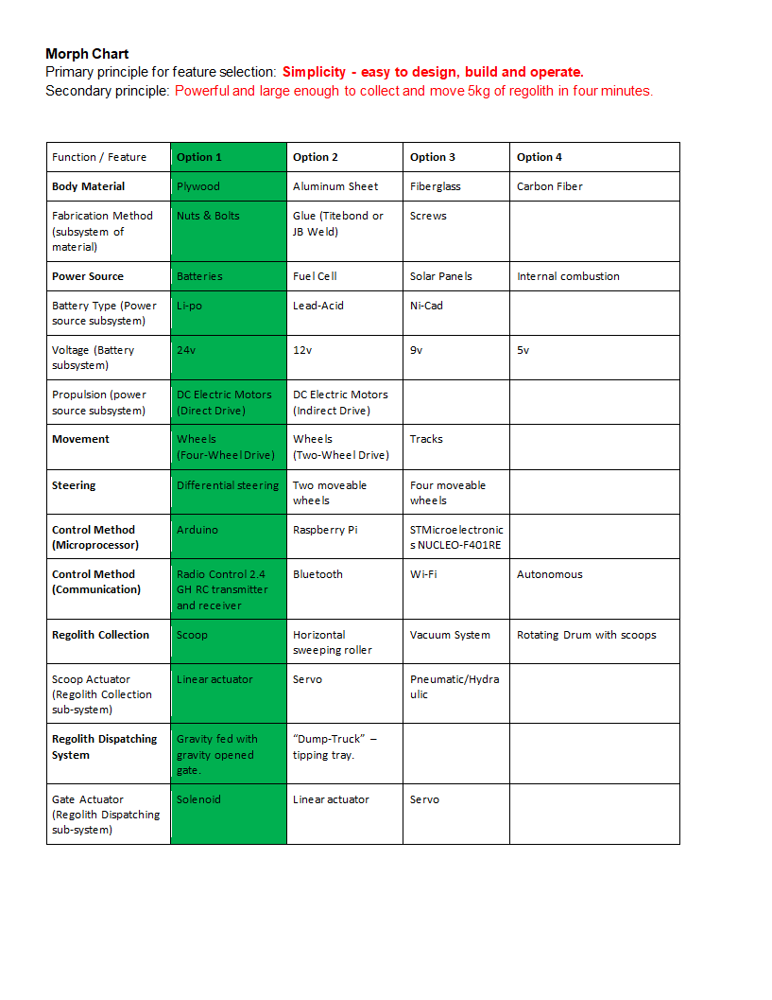 Morph Chart
Primary principle for feature selection: Simplicity - easy to design, build and operate.
Secondary principle: Powerful and large enough to collect and move 5kg of regolith in four minutes.
Function / Feature
Option 1
Option 2
Option 3
Option 4
Body Material
Plywood
Aluminum Sheet
Fiberglass
Carbon Fiber
Fabrication Method
(subsystem of
material)
Nuts & Bolts
Glue (Titebond or
JB Weld)
Screws
Power Source
Batteries
Fuel Cell
Solar Panels
Internal combustion
Battery Type (Power
source subsystem)
Li-po
Lead-Acid
Ni-Cad
Voltage (Battery
subsystem)
24v
12v
9v
5v
Propulsion (power
source subsystem)
DC Electric Motors
(Direct Drive)
DC Electric Motors
(Indirect Drive)
Movement
Wheels
(Four-Wheel Drive)
Wheels
(Two-Wheel Drive)
Tracks
Steering
Differential steering
Two moveable
wheels
Four moveable
wheels
Control Method
(Microprocessor)
Arduino
Raspberry Pi
STMicroelectronic
s NUCLEO-F401RE
Control Method
(Communication)
Radio Control 2.4
GH RC transmitter
and receiver
Bluetooth
Wi-Fi
Autonomous
Regolith Collection
Scoop
Horizontal
sweeping roller
Vacuum System
Rotating Drum with scoops
Scoop Actuator
(Regolith Collection
sub-system)
Linear actuator
Servo
Pneumatic/Hydra
ulic
Regolith Dispatching
System
Gravity fed with
gravity opened
gate.
“Dump-Truck” –
tipping tray.
Gate Actuator
(Regolith Dispatching
sub-system)
Solenoid
Linear actuator
Servo